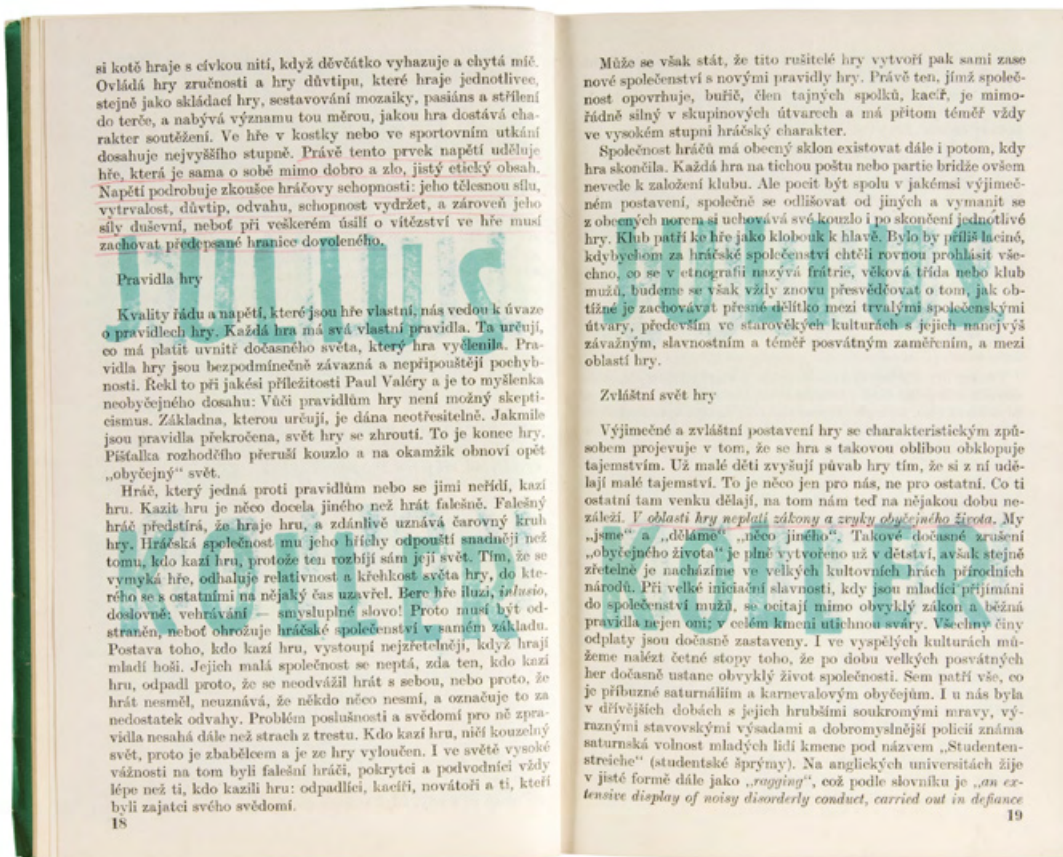 si kotě hraje s cívkou nití, když děvčátko vyhazuje a chytá míč.
Ovládá hry zručnosti a hry důvtipu, které hraje jednotlivec,
stejně jako skládací hry, sestavování mozaiky, pasiáns a střílení
do terče, a nabývá významu tou měrou, jakou hra dostává cha-
rakter soutěžení. Ve hře v kostky nebo ve sportovním utkání
dosahuje nejvyššího stupně. Právě tento prvek napětí uděluje
hře, která je sama o sobě mimo dobro a zlo, jistý etický obsah.
Napětí podrobuje zkoušce hráčovy schopnosti: jeho tělesnou sílu,
vytrvalost, důvtip, odvahu, schopnost vydržet, a zároveň jeho
síly duševní, neboť při veškerém úsilí o vítězství ve hře musí
zachovat předepsané hranice dovoleného.
JULIUS
Pravidla hry
Kvality řádu a napětí, které jsou hře vlastní, nás vedou k úvaze
o pravidlech hry. Každá hra má svá vlastní pravidla. Ta určují,
co má platit uvnitř dočasného světa, který hra vyčlenila. Pra-
vidla hry jsou bezpodmínečně závazná a nepřipouštějí pochyb-
nosti. Řekl to při jakési příležitosti Paul Valéry a je to myšlenka
neobyčejného dosahu: Vůči pravidlům hry není možný skepti-
cismus. Základna, kterou určují, je dána neotřesitelně. Jakmile
jsou pravidla překročena, svět hry se zhroutí. To je konec hry.
Píšťalka rozhodčího přeruší kouzlo a na okamžik obnoví opět
„obyčejný“ svět.
Hráč, který jedná proti pravidlům nebo se jimi neřídí, kazí
hru. Kazit hru je něco docela jiného než hrát falešně. Falešný
hráč předstírá, že hraje hru, a zdánlivě uznává čarovný kruh
hry. Hráčská společnost mu jeho hříchy odpouští snadněji než
tomu, kdo kazí hru, protože ten rozbíjí sám její svět. Tím, že se
vymyká hře, odhaluje relativnost a křehkost světa hry, do kte-
rého se s ostatními na nějaký čas uzavřel. Bere hře iluzi, inlusio,
doslovně: vehrávání — smysluplné slovo! Proto musí být od-
straněn, neboť ohrožuje hráčské společenství v samém základu.
KOLLER
Postava toho, kdo kazí hru, vystoupí nejzřetelněji, když hrají
mladí hoši. Jejich malá společnost se neptá, zda ten, kdo kazí
hru, odpadl proto, že se neodvážil hrát s sebou, nebo proto, že
hrát nesměl, neuznává, že někdo něco nesmí, a označuje to za
nedostatek odvahy. Problém poslušnosti a svědomí pro ně zpra-
vidla nesahá dále než strach z trestu. Kdo kazí hru, ničí kouzelný
svět, proto je zbabělcem a je ze hry vyloučen. I ve světě vysoké
vážnosti na tom byli falešní hráči, pokrytci a podvodníci vždy
lépe než ti, kdo kazili hru: odpadlíci, kacíři, novátoři a ti, kteří
byli zajatci svého svědomí.
18
Může se však stát, že tito rušitelé hry vytvoří pak sami zase
nové společenství s novými pravidly hry. Právě ten, jímž společ-
nost opovrhuje, buřič, člen tajných spolků, kacíř, je mimo-
řádně silný v skupinových útvarech a má přitom téměř vždy
ve vysokém stupni hráčský charakter.
Společnost hráčů má obecný sklon existovat dále i potom, kdy
hra skončila. Každá hra na tichou poštu nebo partie bridže ovšem
nevede k založení klubu. Ale pocit být spolu v jakémsi výjimeč-
ném postavení, společně se odlišovat od jiných a vymanit se
z obecných norem si uchovává své kouzlo i po skončení jednotlivé
hry. Klub patří ke hře jako klobouk k hlavě. Bylo by příliš laciné,
kdybychom za hráčské společenství chtěli rovnou prohlásit vše-
chno, co se v etnografii nazývá frátrie, věková třída nebo klub
mužů, budeme se však vždy znovu přesvědčovat o tom, jak ob-
tížné je zachovávat přesné dělítko mezi trvalými společenskými
útvary, především ve starověkých kulturách s jejich nanejvýš
závažným, slavnostním a téměř posvátným zaměřením, a mezi
oblastí hry.
JULIUS
Zvláštní svět hry
Výjimečné a zvláštní postavení hry se charakteristickým způ-
sobem projevuje v tom, že se hra s takovou oblibou obklopuje
tajemstvím. Už malé děti zvyšují půvab hry tím, že si z ní udě-
lají malé tajemství. To je něco jen pro nás, ne pro ostatní. Co ti
ostatní tam venku dělají, na tom nám teď na nějakou dobu ne-
záleží. V oblasti hry neplatí zákony a zvyky obyčejného života. My
„jsme“ a „děláme“ „něco jiného“. Takové dočasné zrušení
„obyčejného života“ je plně vytvořeno už v dětství, avšak stejně
zřetelně je nacházíme ve velkých kultovních hrách přírodních
národů. Při velké iniciační slavnosti, kdy jsou mladíci přijímáni
do společenství mužů, se ocitají mimo obvyklý zákon a běžná
pravidla nejen oni; v celém kmeni utichnou sváry. Všechny činy
KOLLER
odplaty jsou dočasně zastaveny. I ve vyspělých kulturách mů-
žeme nalézt četné stopy toho, že po dobu velkých posvátných
her dočasně ustane obvyklý život společnosti. Sem patří vše, co
je příbuzné saturnáliím a karnevalovým obyčejům. I u nás byla
v dřívějších dobách s jejich hrubšími soukromými mravy, vý-
raznými stavovskými výsadami a dobromyslnější policií známa
saturnská volnost mladých lidí kmene pod názvem „Studenten-
streiche“ (studentské šprýmy). Na anglických universitách žije
v jisté formě dále jako „ragging“, což podle slovníku je „an ex-
tensive display of noisy disorderly conduct, carried out in defiance
19